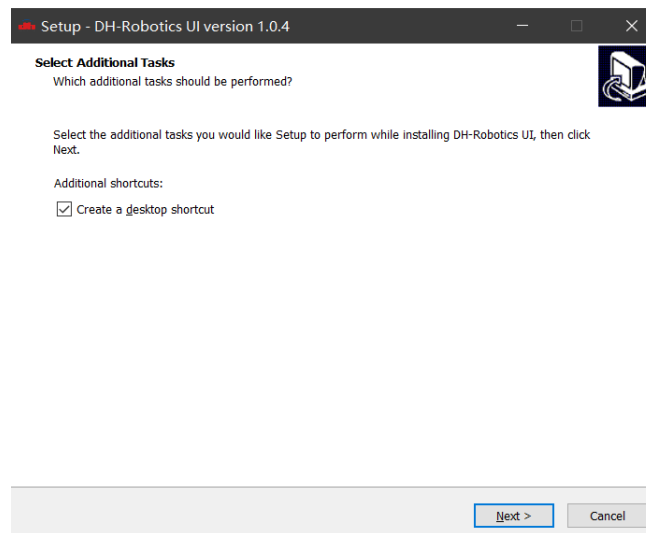 Setup - DH-Robotics UI version 1.0.4
Select Additional Tasks
Which additional tasks should be performed?
Select the additional tasks you would like Setup to perform while installing DH-Robotics UI, then click
Next.
Additional shortcuts:
Create a desktop shortcut
Next >
Cancel